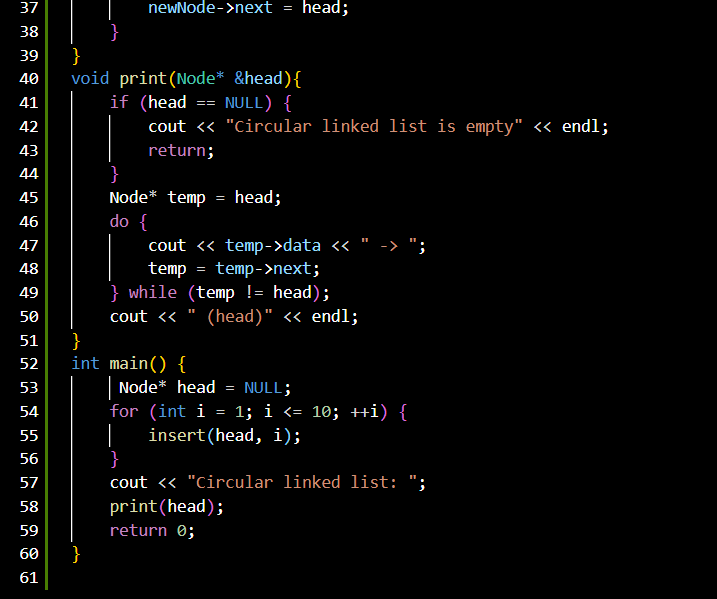 37 newNode->next = head;
38 }
39 }
40 void print(Node* &head){
41 if (head == NULL) {
42 cout << "Circular linked list is empty" << endl;
43 return;
44 }
45 Node* temp = head;
46 do {
47 cout << temp->data << " -> ";
48 temp = temp->next;
49 } while (temp != head);
50 cout << " (head)" << endl;
51 }
52 int main() {
53 Node* head = NULL;
54 for (int i = 1; i <= 10; ++i) {
55 insert(head, i);
56 }
57 cout << "Circular linked list: ";
58 print(head);
59 return 0;
60 }
61